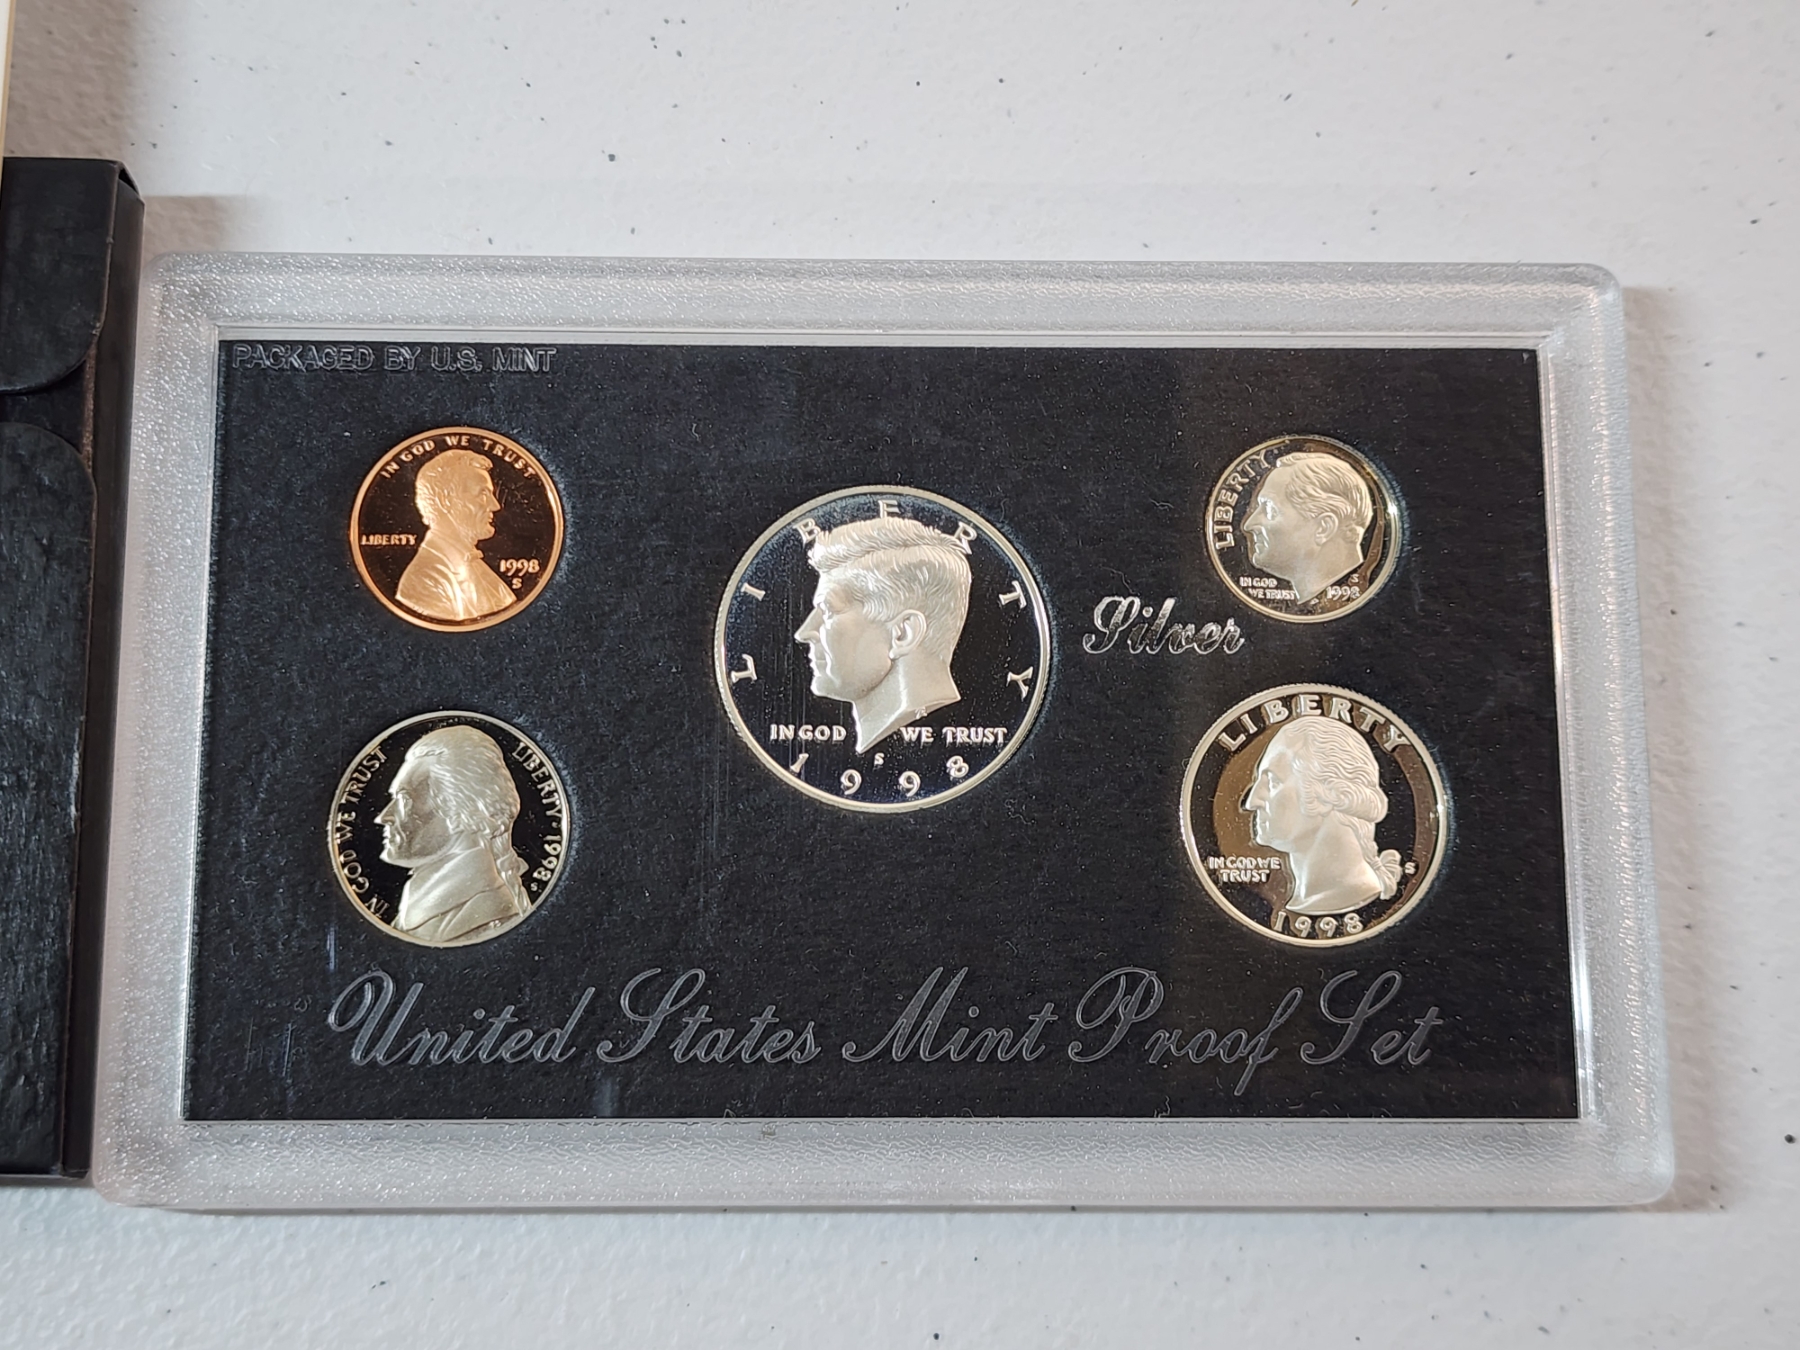 PACKAGED BY U.S. MINT
IN GOD WE TRUST
LIBERTY
1998
S
LIBERTY
IN GOD WE TRUST
S
1998
LIBERTY
IN GOD
WE TRUST
S
1998
Silver
IN GOD WE TRUST
LIBERTY · 1998
S
LIBERTY
IN GOD WE
TRUST
S
1998
United States Mint Proof Set